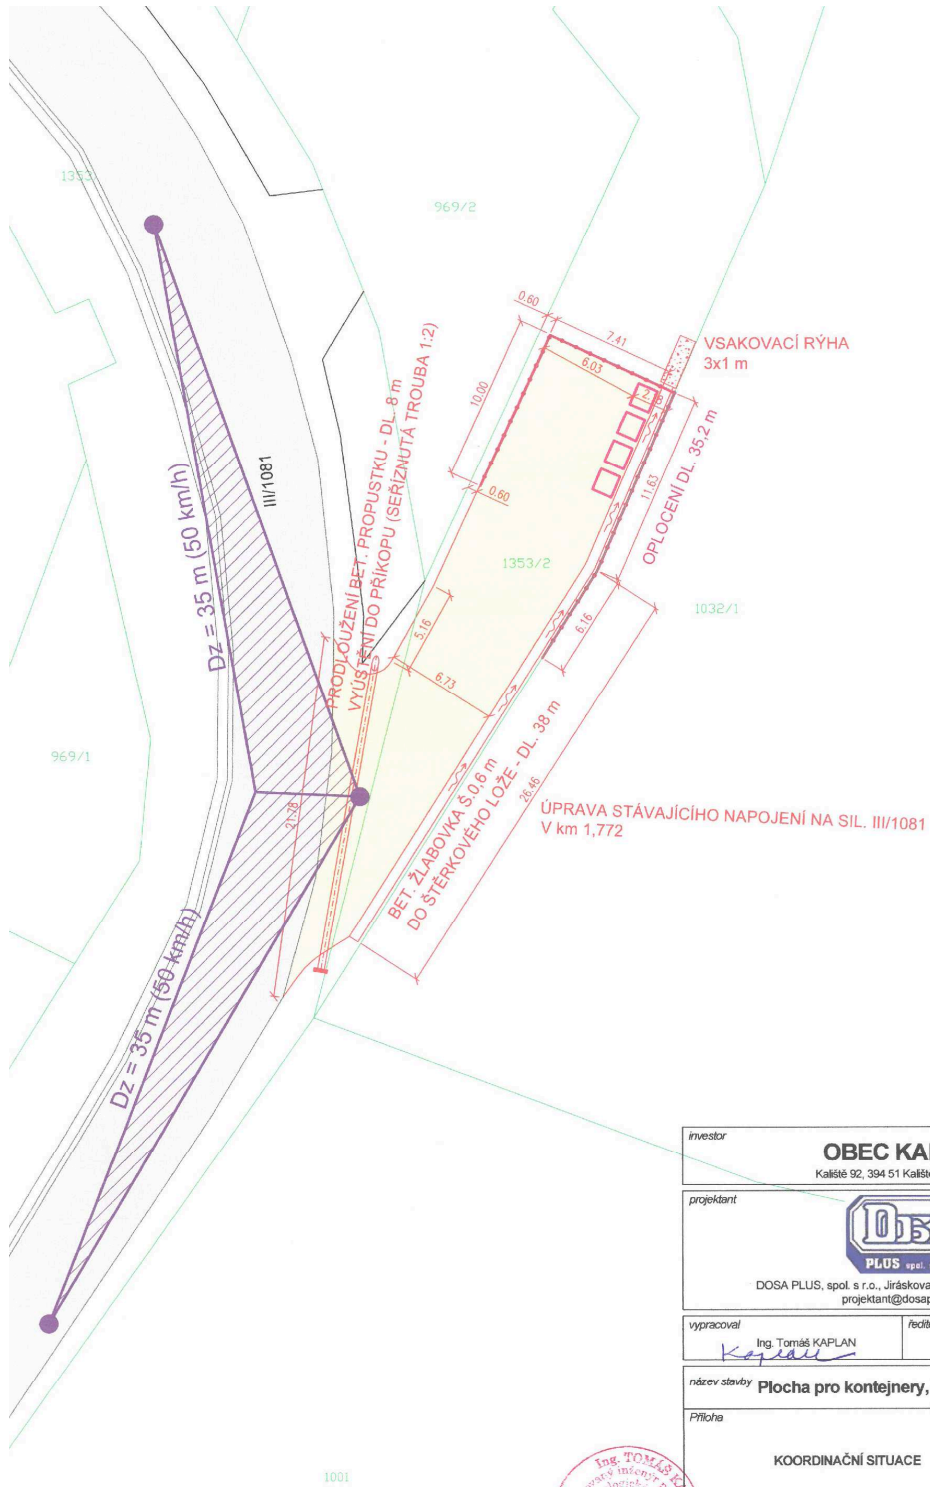 1353
969/2
0.60
7.41
6.03
10.00
VSAKOVACÍ RÝHA
3x1 m
PRODLOUŽENÍ BET. PROPUSTKU - DL. 8 m
VYÚSTĚNÍ DO PŘÍKOPU (SEŘÍZNUTÁ TROUBA 1:2)
III/1081
Dz = 35 m (50 km/h)
0.60
11.63
OPLOCENÍ DL. 35,2 m
1353/2
1032/1
5.16
6.16
6.73
969/1
21.78
BET. ŽLABOVKA Š.0,6 m
DO ŠTĚRKOVÉHO LOŽE - DL. 38 m
26.46
ÚPRAVA STÁVAJÍCÍHO NAPOJENÍ NA SIL. III/1081
V km 1,772
Dz = 35 m (50 km/h)
investor
OBEC
Kaliště 92, 394 51
projektant
PLUS spol.
DOSA PLUS, spol. s r.o.,
vypracoval
Ing. Tomáš KAPLAN
Kaplan
název stavby Plocha pro kontejnery,
Příloha
KOORDINAČNÍ SITUACE
Ing. TOMÁŠ
1001